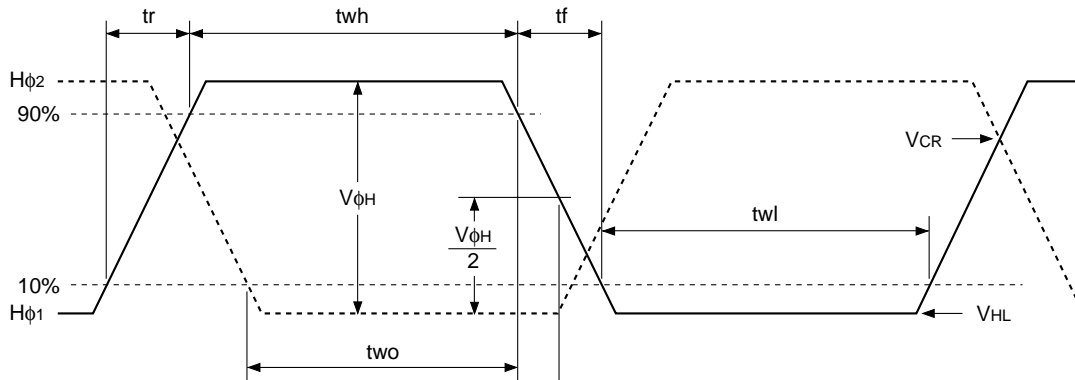 tr
twh
tf
Hϕ2
90%
VCR
VϕH
VϕH
2
twl
10%
Hϕ1
VHL
two